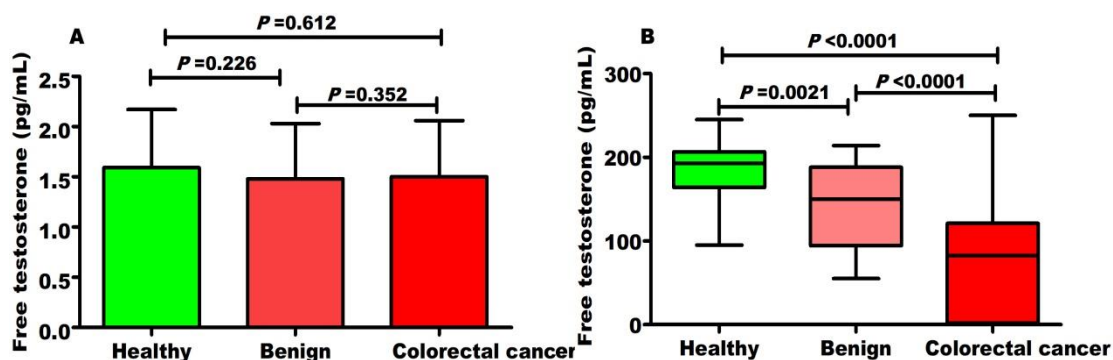 A
P=0.612
P=0.226
P=0.352
Free testosterone (pg/mL)
2.5
2.0
1.5
1.0
0.5
0.0
Healthy
Benign
Colorectal cancer
B
P<0.0001
P=0.0021
P<0.0001
Free testosterone (pg/mL)
300
200
100
0
Healthy
Benign
Colorectal cancer